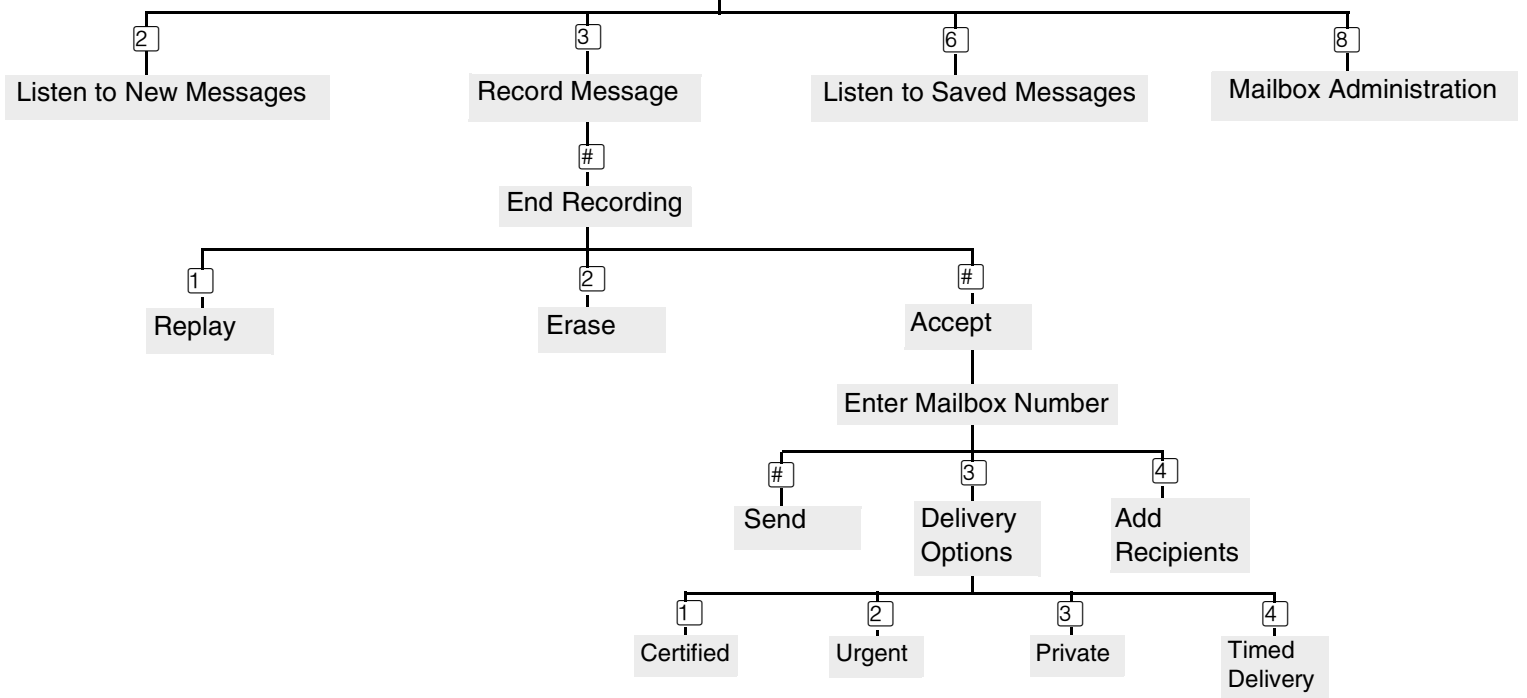 2
3
6
8
Listen to New Messages
Record Message
Listen to Saved Messages
Mailbox Administration
#
End Recording
1
2
#
Replay
Erase
Accept
Enter Mailbox Number
#
3
4
Send
Delivery
Options
Add
Recipients
1
2
3
4
Certified
Urgent
Private
Timed
Delivery